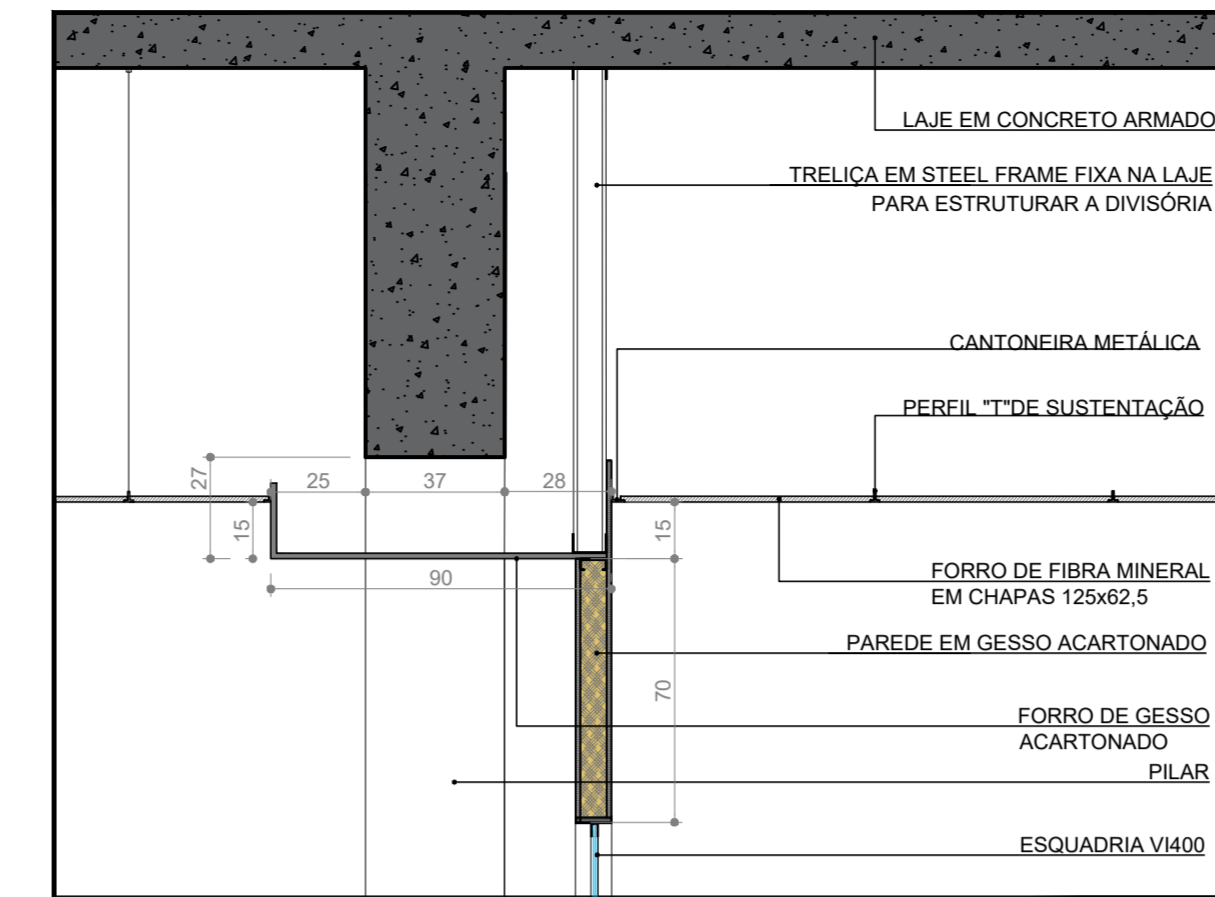 LAJE EM CONCRETO ARMADO
TRELIÇA EM STEEL FRAME FIXA NA LAJE
PARA ESTRUTURAR A DIVISÓRIA
CANTONEIRA METÁLICA
PERFIL "T"DE SUSTENTAÇÃO
27
25
37
28
15
15
90
FORRO DE FIBRA MINERAL
EM CHAPAS 125x62,5
PAREDE EM GESSO ACARTONADO
70
FORRO DE GESSO
ACARTONADO
PILAR
ESQUADRIA VI400